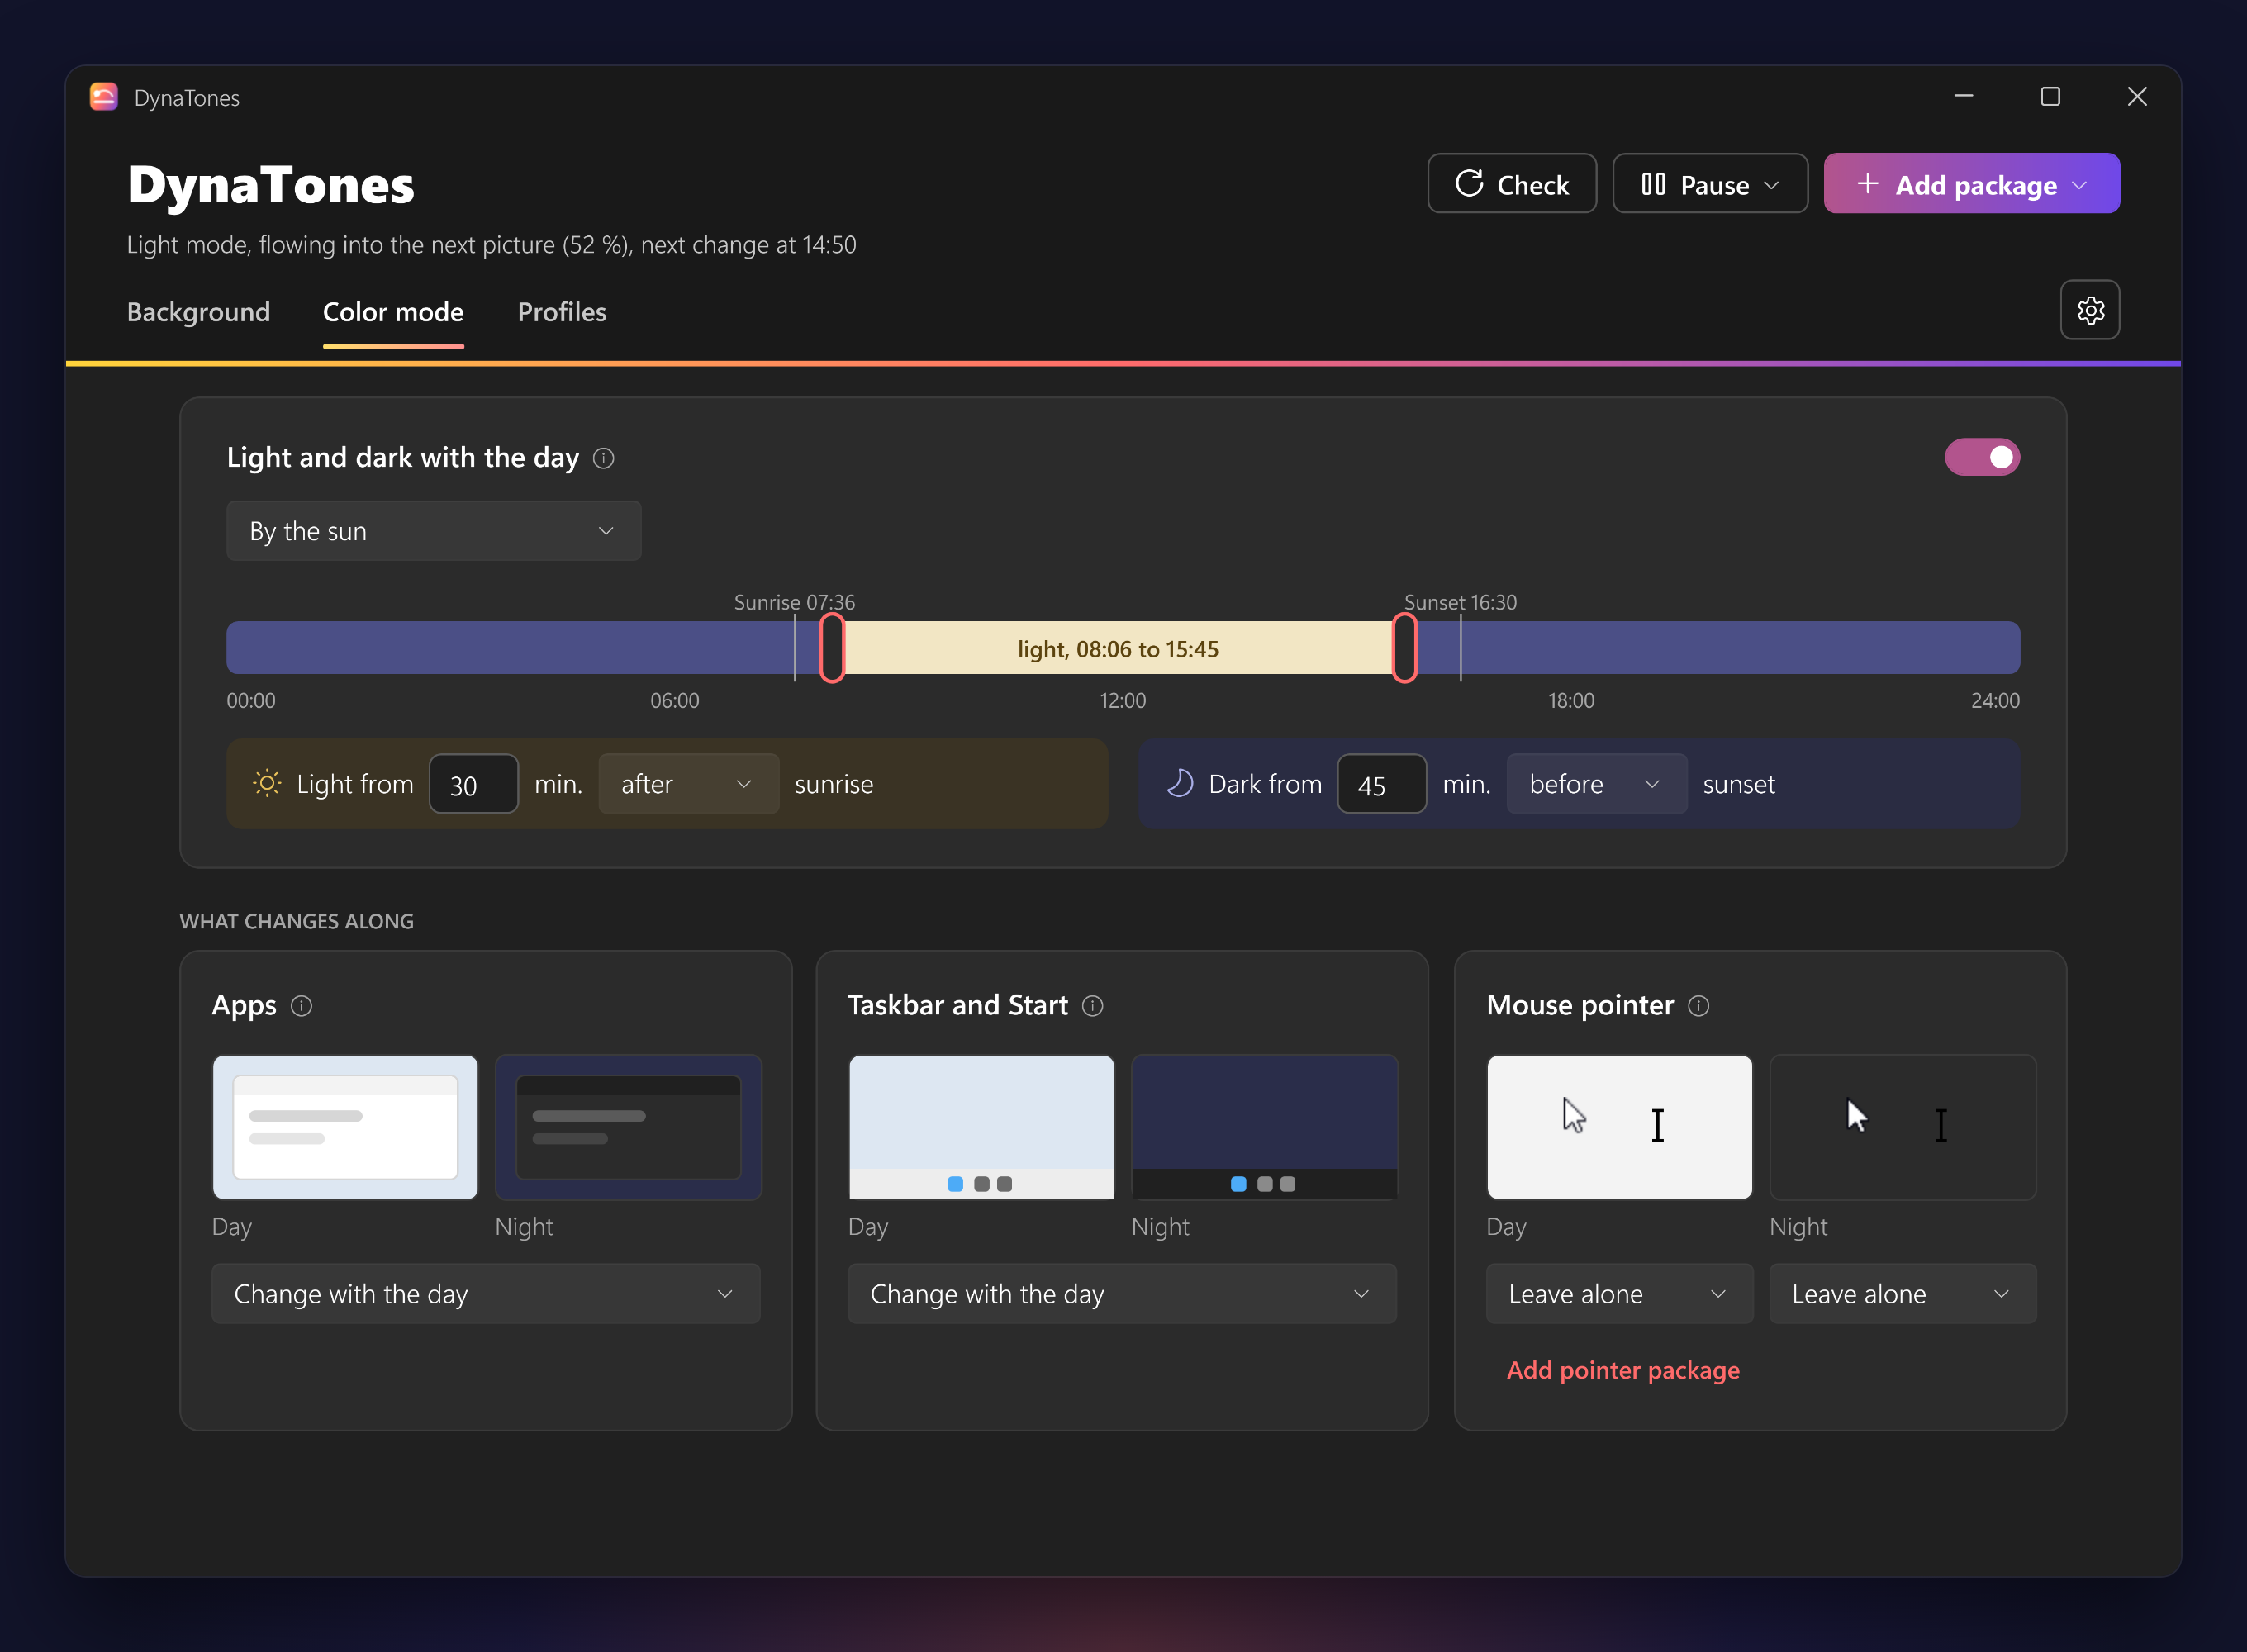 DynaTones
DynaTones
Check
Pause
Add package
Light mode, flowing into the next picture (52 %), next change at 14:50
Background
Color mode
Profiles
Light and dark with the day
By the sun
Sunrise 07:36
Sunset 16:30
light, 08:06 to 15:45
00:00
06:00
12:00
18:00
24:00
Light from 30 min. after sunrise
Dark from 45 min. before sunset
WHAT CHANGES ALONG
Apps
Day
Night
Change with the day
Taskbar and Start
Day
Night
Change with the day
Mouse pointer
Day
Night
Leave alone
Leave alone
Add pointer package